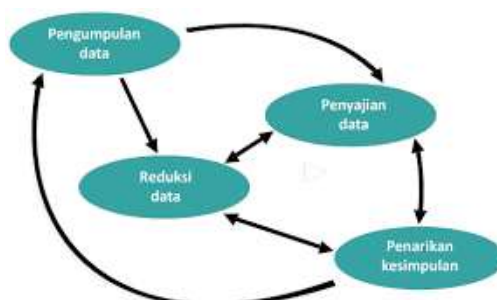 Pengumpulan
data
Penyajian
data
Reduksi
data
Penarikan
kesimpulan